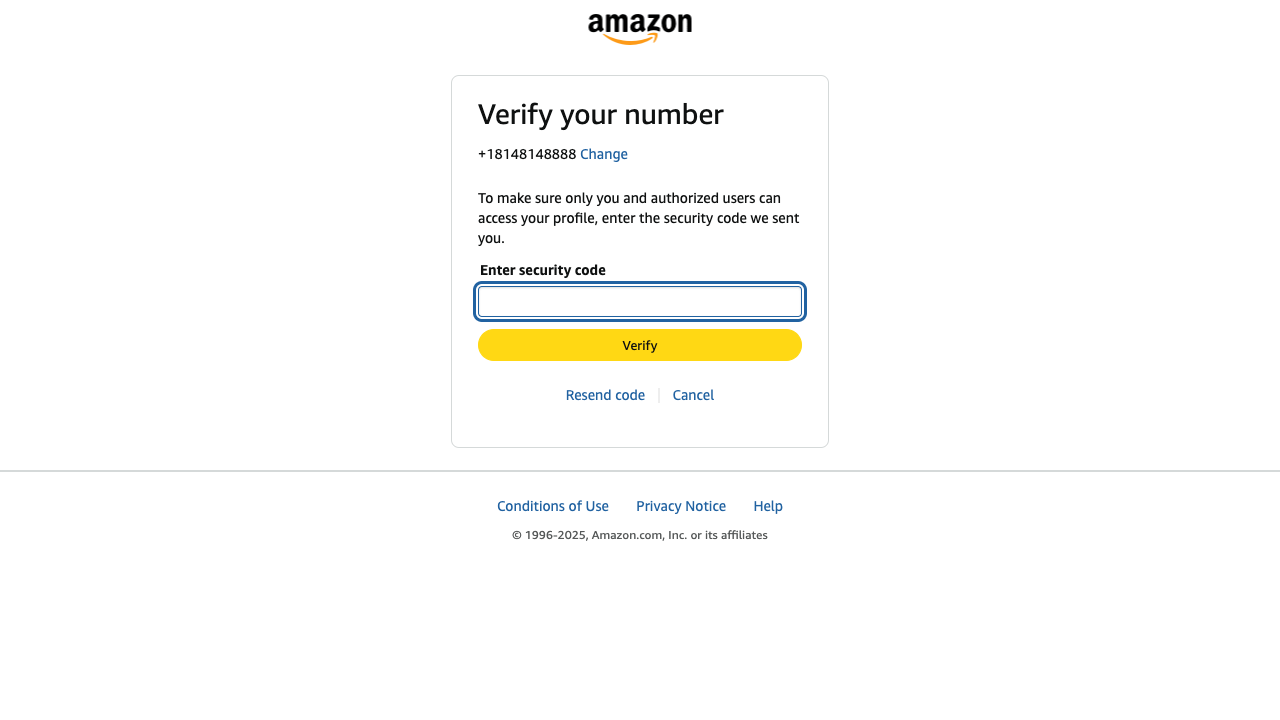 amazon
Verify your number
+18148148888 Change
To make sure only you and authorized users can
access your profile, enter the security code we sent
you.
Enter security code
Verify
Resend code
Cancel
Conditions of Use
Privacy Notice
Help
© 1996-2025, Amazon.com, Inc. or its affiliates